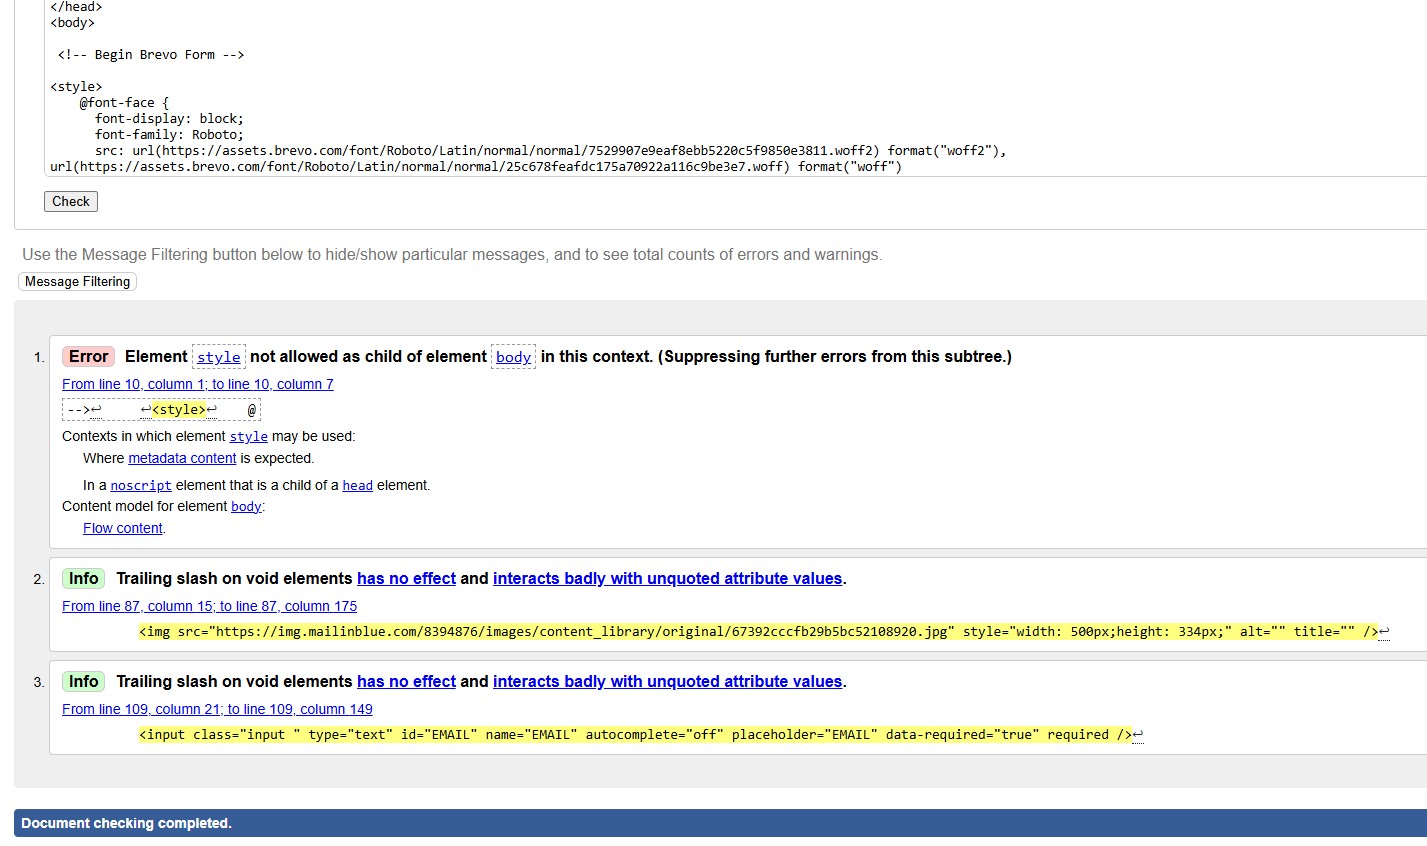 </head>
<body>
<!-- Begin Brevo Form -->
<style>
@font-face {
font-display: block;
font-family: Roboto;
src: url(https://assets.brevo.com/font/Roboto/Latin/normal/normal/7529907e9eaf8ebb5220c5f9850e3811.woff2) format("woff2"),
url(https://assets.brevo.com/font/Roboto/Latin/normal/normal/25c678feafdc175a70922a116c9be3e7.woff) format("woff")
Check
Use the Message Filtering button below to hide/show particular messages, and to see total counts of errors and warnings.
Message Filtering
1. Error Element style not allowed as child of element body in this context. (Suppressing further errors from this subtree.)
From line 10, column 1; to line 10, column 7
-->↩ ↩<style>↩ @
Contexts in which element style may be used:
Where metadata content is expected.
In a noscript element that is a child of a head element.
Content model for element body:
Flow content.
2. Info Trailing slash on void elements has no effect and interacts badly with unquoted attribute values.
From line 87, column 15; to line 87, column 175
<img src="https://img.mailinblue.com/8394876/images/content_library/original/67392cccfb29b5bc52108920.jpg" style="width: 500px;height: 334px;" alt="" title="" />↩
3. Info Trailing slash on void elements has no effect and interacts badly with unquoted attribute values.
From line 109, column 21; to line 109, column 149
<input class="input " type="text" id="EMAIL" name="EMAIL" autocomplete="off" placeholder="EMAIL" data-required="true" required />↩
Document checking completed.